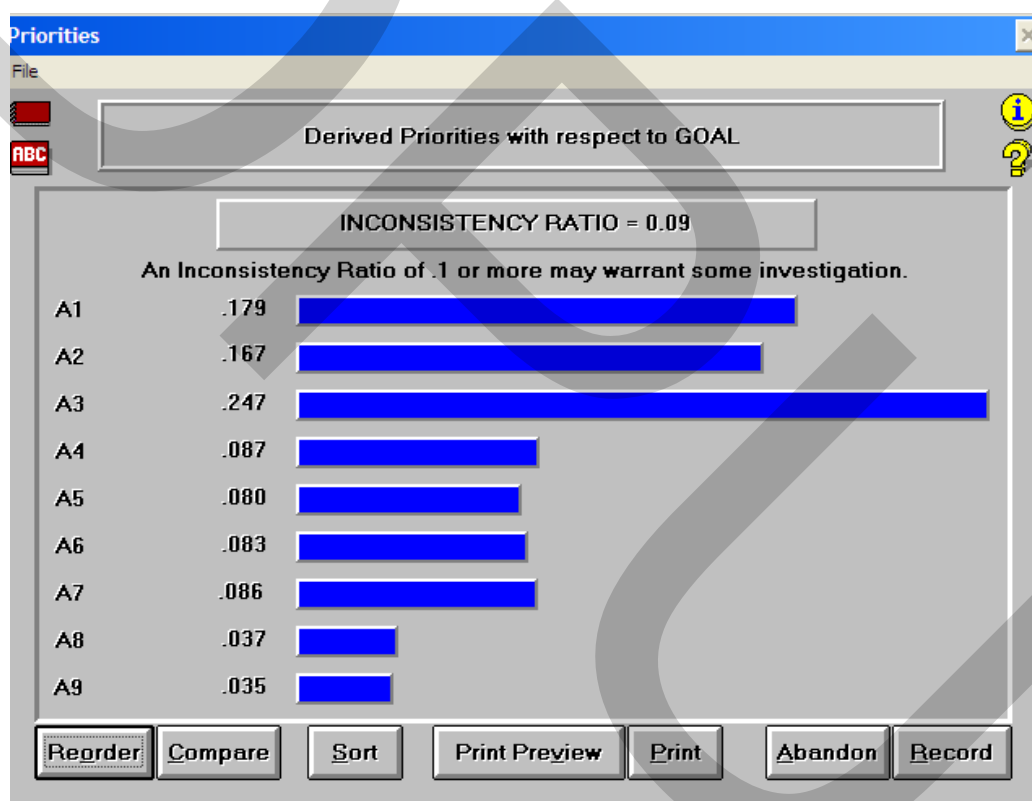 Priorities
File
ABC
Derived Priorities with respect to GOAL
INCONSISTENCY RATIO = 0.09
An Inconsistency Ratio of .1 or more may warrant some investigation.
A1 .179
A2 .167
A3 .247
A4 .087
A5 .080
A6 .083
A7 .086
A8 .037
A9 .035
Reorder Compare Sort Print Preview Print Abandon Record